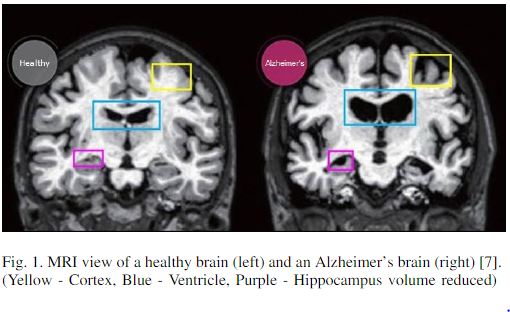 Healthy
Alzheimer's
Fig. 1. MRI view of a healthy brain (left) and an Alzheimer's brain (right) [7].
(Yellow - Cortex, Blue - Ventricle, Purple - Hippocampus volume reduced)